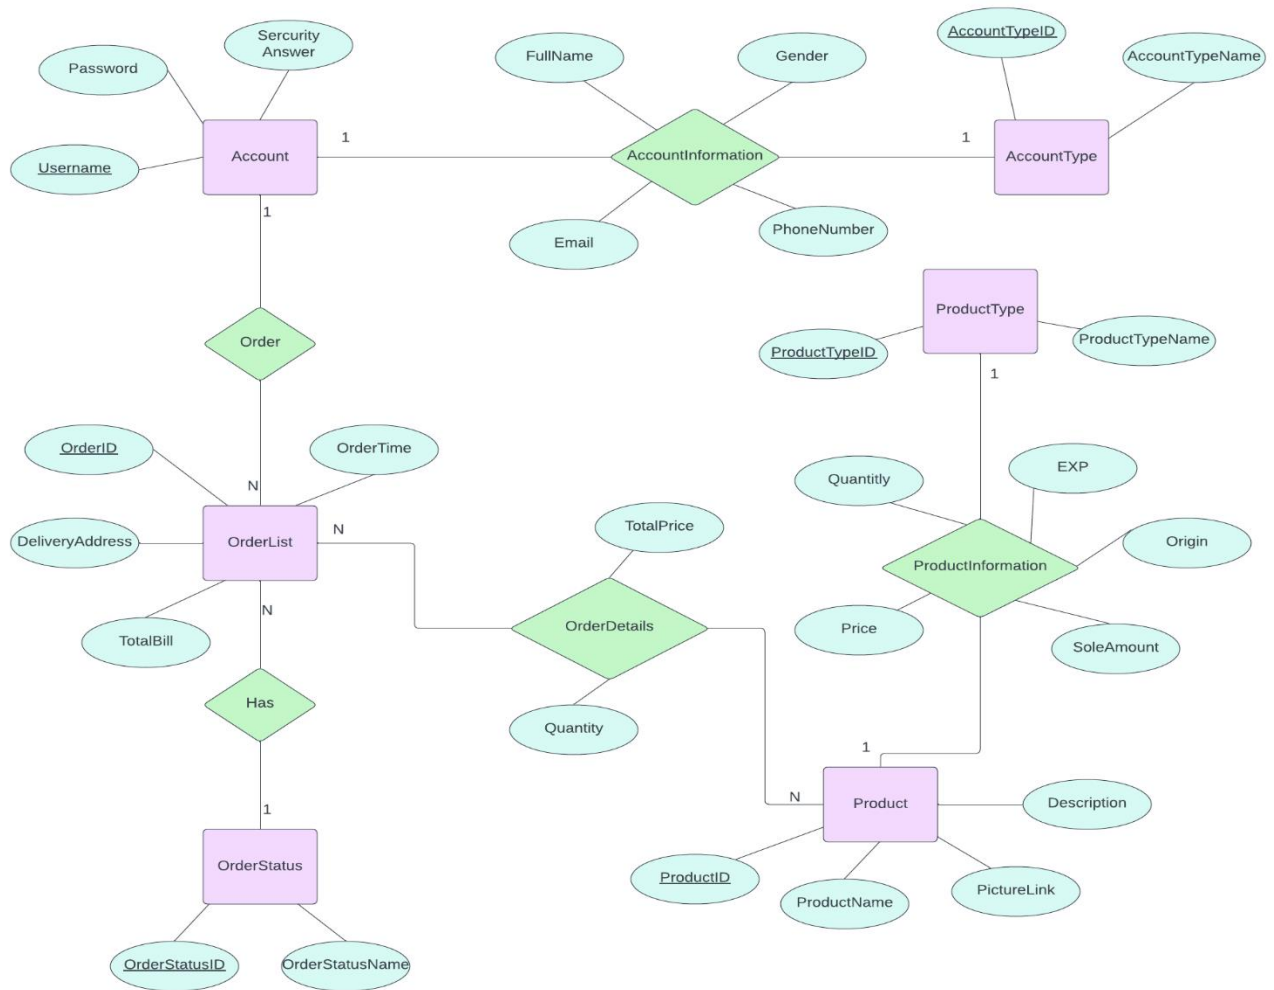 Sercurity
Answer
Password
Username
Account
1
FullName
Gender
AccountInformation
Email
PhoneNumber
1
AccountTypeID
AccountTypeName
AccountType
1
Order
N
ProductType
ProductTypeID
ProductTypeName
1
OrderID
OrderTime
DeliveryAddress
OrderList
N
TotalBill
N
TotalPrice
OrderDetails
Quantity
N
Quantitly
EXP
Origin
ProductInformation
Price
SoleAmount
1
Has
1
OrderStatus
OrderStatusID
OrderStatusName
Product
Description
ProductID
ProductName
PictureLink